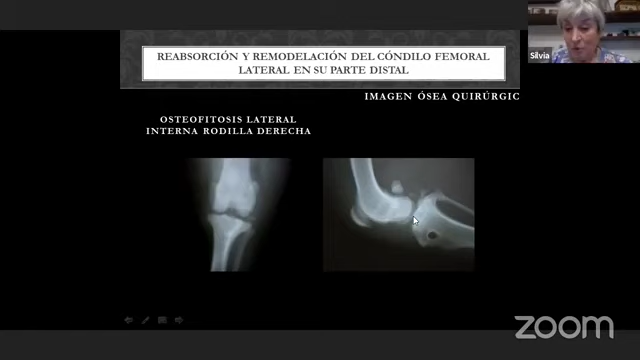 REABSORCIÓN Y REMODELACIÓN DEL CÓNDILO FEMORAL
LATERAL EN SU PARTE DISTAL
IMAGEN ÓSEA QUIRÚRGIC
OSTEOFITOSIS LATERAL
INTERNA RODILLA DERECHA
Silvia
zoom